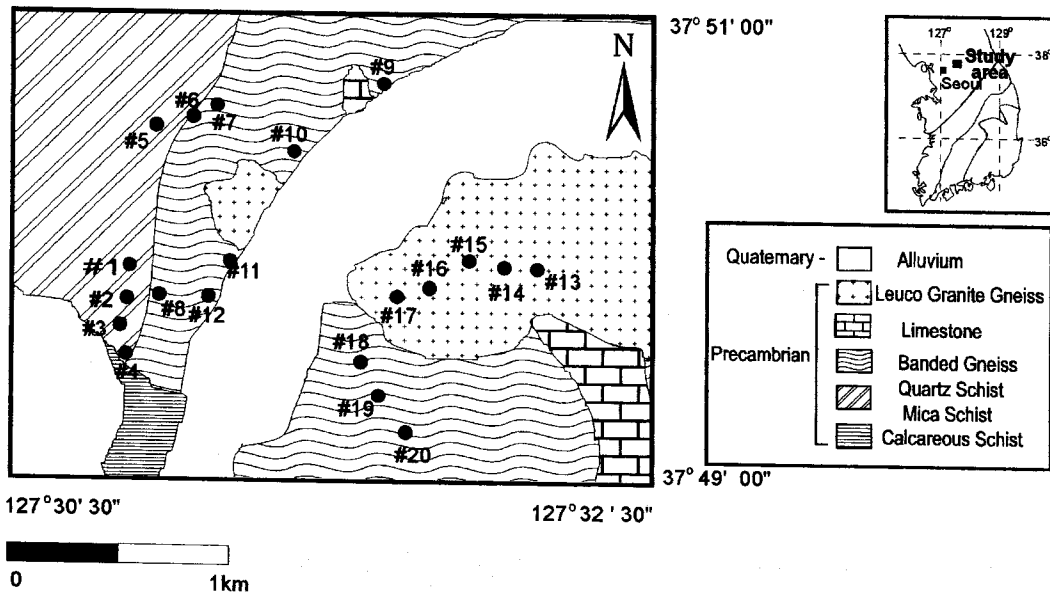 37° 51' 00"
N
127° 129°
38°
Study
area
Seoul
36°
#9
#6
#7
#5
#10
#1
#11
#2
#8
#12
#3
#4
#15
#16
#14
#13
#17
#18
#19
#20
Quaternary - Alluvium
Leuco Granite Gneiss
Limestone
Precambrian
Banded Gneiss
Quartz Schist
Mica Schist
Calcareous Schist
37° 49' 00"
127° 30' 30"
127° 32' 30"
0 1km